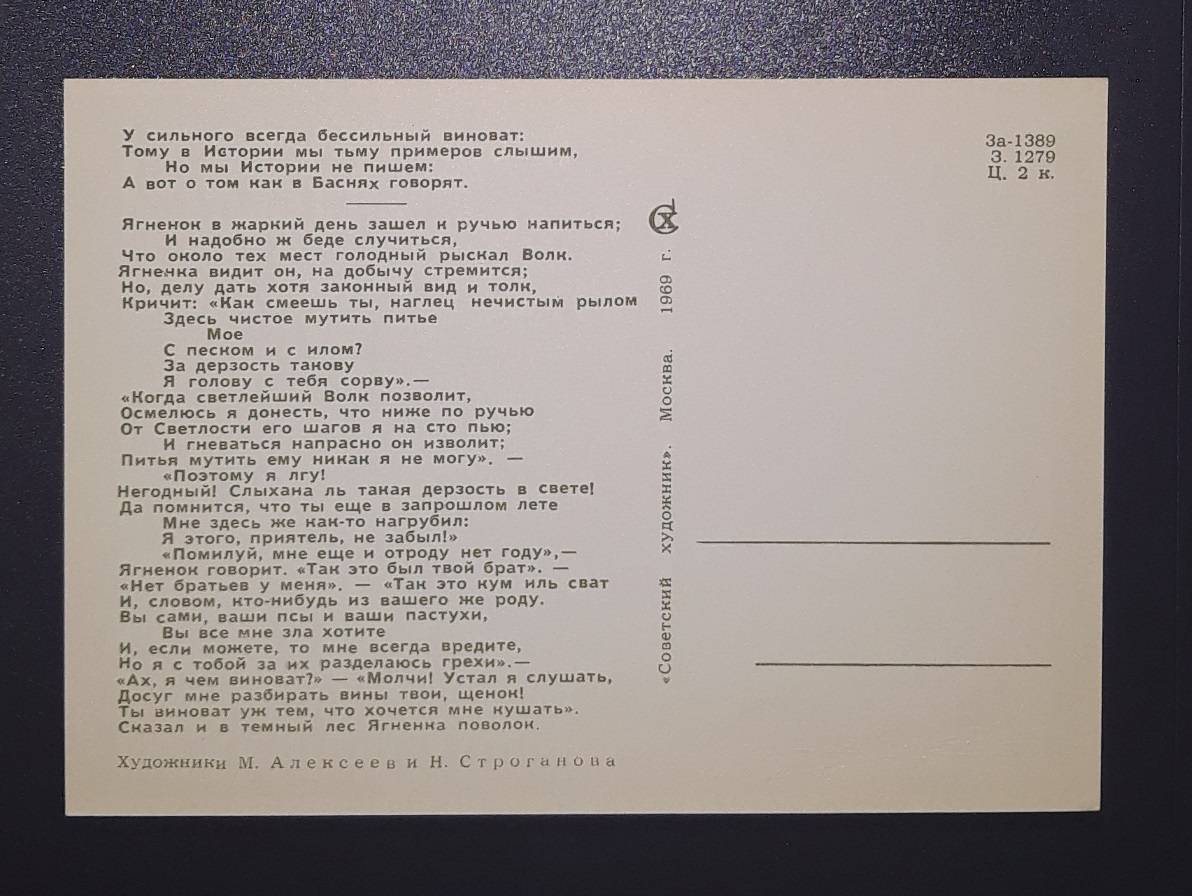 У сильного всегда бессильный виноват:
Тому в Истории мы тьму примеров слышим,
Но мы Истории не пишем:
А вот о том как в Баснях говорят.
Ягненок в жаркий день зашел к ручью напиться;
И надобно ж беде случиться,
Что около тех мест голодный рыскал Волк.
Ягненка видит он, на добычу стремится;
Но, делу дать хотя законный вид и толк,
Кричит: «Как смеешь ты, наглец нечистым рылом
Здесь чистое мутить питье
Мое
С песком и с илом?
За дерзость такову
Я голову с тебя сорву».—
«Когда светлейший Волк позволит,
Осмелюсь я донесть, что ниже по ручью
От Светлости его шагов я на сто пью;
И гневаться напрасно он изволит;
Питья мутить ему никак я не могу». —
«Поэтому я лгу!
Негодный! Слыхана ль такая дерзость в свете!
Да помнится, что ты еще в запрошлом лете
Мне здесь же как-то нагрубил:
Я этого, приятель, не забыл!»
«Помилуй, мне еще и отроду нет году»,—
Ягненок говорит. «Так это был твой брат». —
«Нет братьев у меня». — «Так это кум иль сват
И, словом, кто-нибудь из вашего же роду.
Вы сами, ваши псы и ваши пастухи,
Вы все мне зла хотите
И, если можете, то мне всегда вредите,
Но я с тобой за их разделаюсь грехи».—
«Ах, я чем виноват?» — «Молчи! Устал я слушать,
Досуг мне разбирать вины твои, щенок!
Ты виноват уж тем, что хочется мне кушать».
Сказал и в темный лес Ягненка поволок.
Художники М. Алексеев и Н. Строганова
СХ
«Советский художник». Москва. 1969 г.
За-1389
З. 1279
Ц. 2 к.